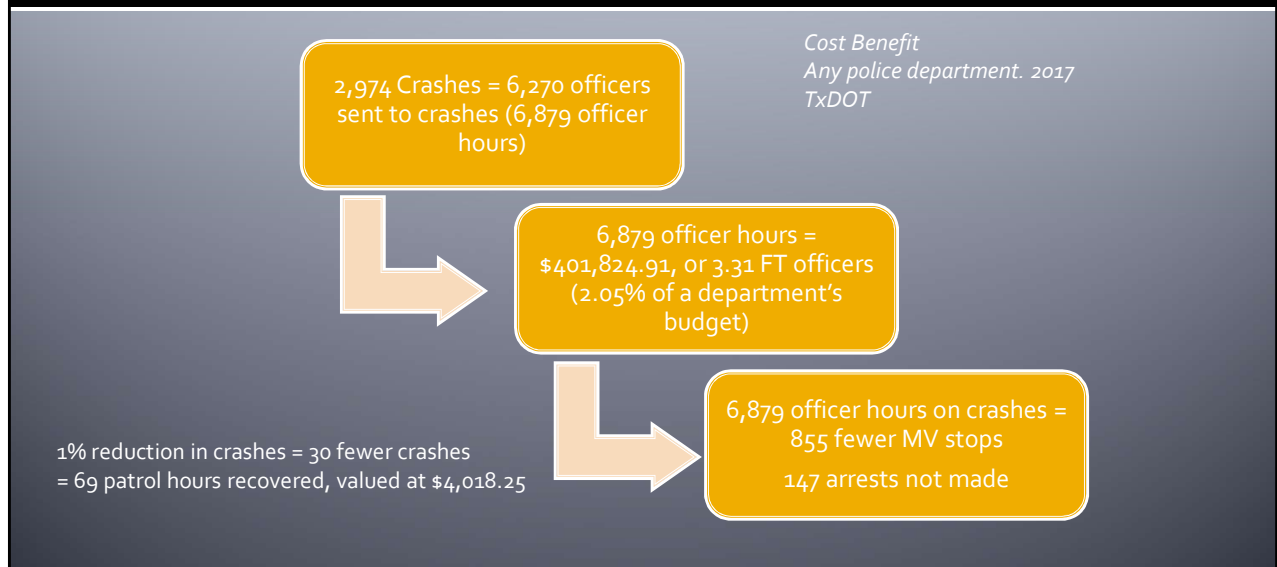 Cost Benefit
Any police department. 2017
TxDOT
2,974 Crashes = 6,270 officers
sent to crashes (6,879 officer
hours)
6,879 officer hours =
$401,824.91, or 3.31 FT officers
(2.05% of a department’s
budget)
6,879 officer hours on crashes =
855 fewer MV stops
147 arrests not made
1% reduction in crashes = 30 fewer crashes
= 69 patrol hours recovered, valued at $4,018.25